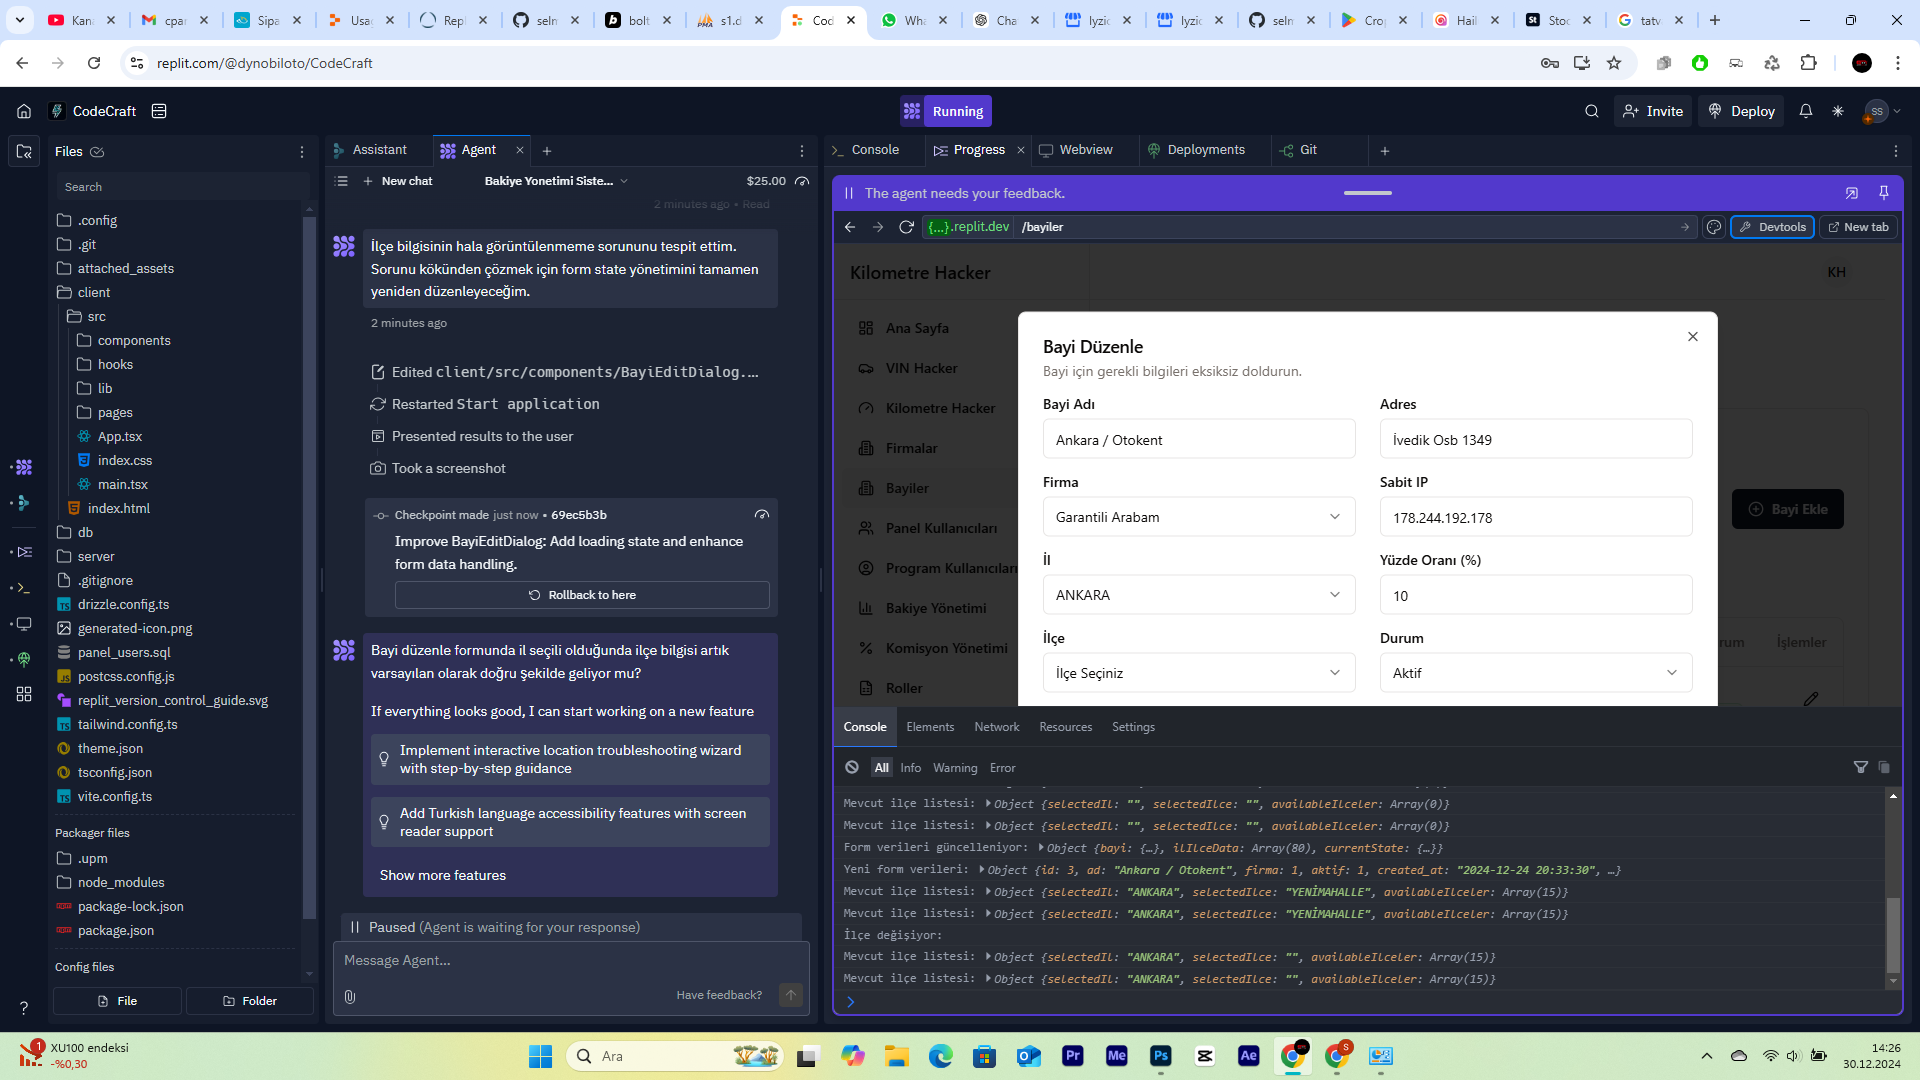 Kana
cpan
Sipa
Usag
Repl
seln
bolt
s1.d
Cod
Wha
Cha
lyzic
lyzic
seln
Crop
Hail
Stoc
tatv
replit.com/@dynobiloto/CodeCraft
CodeCraft
Running
Invite
Deploy
SS
Files
Search
.config
.git
attached_assets
client
src
components
hooks
lib
pages
App.tsx
index.css
main.tsx
index.html
db
server
.gitignore
drizzle.config.ts
generated-icon.png
panel_users.sql
postcss.config.js
replit_version_control_guide.svg
tailwind.config.ts
theme.json
tsconfig.json
vite.config.ts
Packager files
.upm
node_modules
package-lock.json
package.json
Config files
File
Folder
Assistant
Agent
New chat
Bakiye Yonetimi Siste...
$25.00
2 minutes ago • Read
İlçe bilgisinin hala görüntülenmeme sorununu tespit ettim.
Sorunu kökünden çözmek için form state yönetimini tamamen
yeniden düzenleyeceğim.
2 minutes ago
Edited client/src/components/BayiEditDialog.…
Restarted Start application
Presented results to the user
Took a screenshot
Checkpoint made just now • 69ec5b3b
Improve BayiEditDialog: Add loading state and enhance
form data handling.
Rollback to here
Bayi düzenle formunda il seçili olduğunda ilçe bilgisi artık
varsayılan olarak doğru şekilde geliyor mu?
If everything looks good, I can start working on a new feature
Implement interactive location troubleshooting wizard
with step-by-step guidance
Add Turkish language accessibility features with screen
reader support
Show more features
Paused (Agent is waiting for your response)
Message Agent...
Have feedback?
Console
Progress
Webview
Deployments
Git
The agent needs your feedback.
{...}.replit.dev
/bayiler
Devtools
New tab
Kilometre Hacker
KH
Ana Sayfa
VIN Hacker
Kilometre Hacker
Firmalar
Bayiler
Panel Kullanıcıları
Program Kullanıcıları
Bakiye Yönetimi
Komisyon Yönetimi
Roller
Bayi Ekle
rum
İşlemler
Bayi Düzenle
Bayi için gerekli bilgileri eksiksiz doldurun.
Bayi Adı
Adres
Ankara / Otokent
İvedik Osb 1349
Firma
Sabit IP
Garantili Arabam
178.244.192.178
İl
Yüzde Oranı (%)
ANKARA
10
İlçe
Durum
İlçe Seçiniz
Aktif
Console
Elements
Network
Resources
Settings
All
Info
Warning
Error
Mevcut ilçe listesi: Object {selectedIl: "", selectedIlce: "", availableIlceler: Array(0)}
Mevcut ilçe listesi: Object {selectedIl: "", selectedIlce: "", availableIlceler: Array(0)}
Form verileri güncelleniyor: Object {bayi: {…}, ilIlceData: Array(80), currentState: {…}}
Yeni form verileri: Object {id: 3, ad: "Ankara / Otokent", firma: 1, aktif: 1, created_at: "2024-12-24 20:33:30", …}
Mevcut ilçe listesi: Object {selectedIl: "ANKARA", selectedIlce: "YENİMAHALLE", availableIlceler: Array(15)}
Mevcut ilçe listesi: Object {selectedIl: "ANKARA", selectedIlce: "YENİMAHALLE", availableIlceler: Array(15)}
İlçe değişiyor:
Mevcut ilçe listesi: Object {selectedIl: "ANKARA", selectedIlce: "", availableIlceler: Array(15)}
Mevcut ilçe listesi: Object {selectedIl: "ANKARA", selectedIlce: "", availableIlceler: Array(15)}
1
XU100 endeksi
-%0,30
Ara
Pr
Me
Ps
Ae
S
14:26
30.12.2024